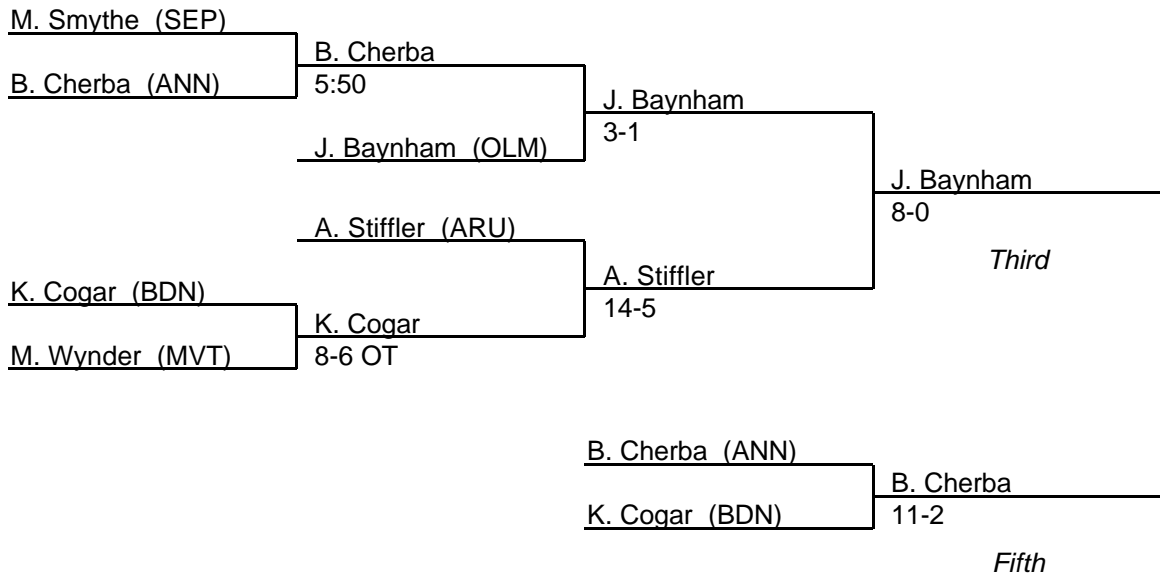 M. Smythe (SEP)
B. Cherba
B. Cherba (ANN)
5:50
J. Baynham
3-1
J. Baynham (OLM)
J. Baynham
8-0
A. Stiffler (ARU)
Third
A. Stiffler
K. Cogar (BDN)
14-5
K. Cogar
M. Wynder (MVT)
8-6 OT
B. Cherba (ANN)
B. Cherba
K. Cogar (BDN)
11-2
Fifth